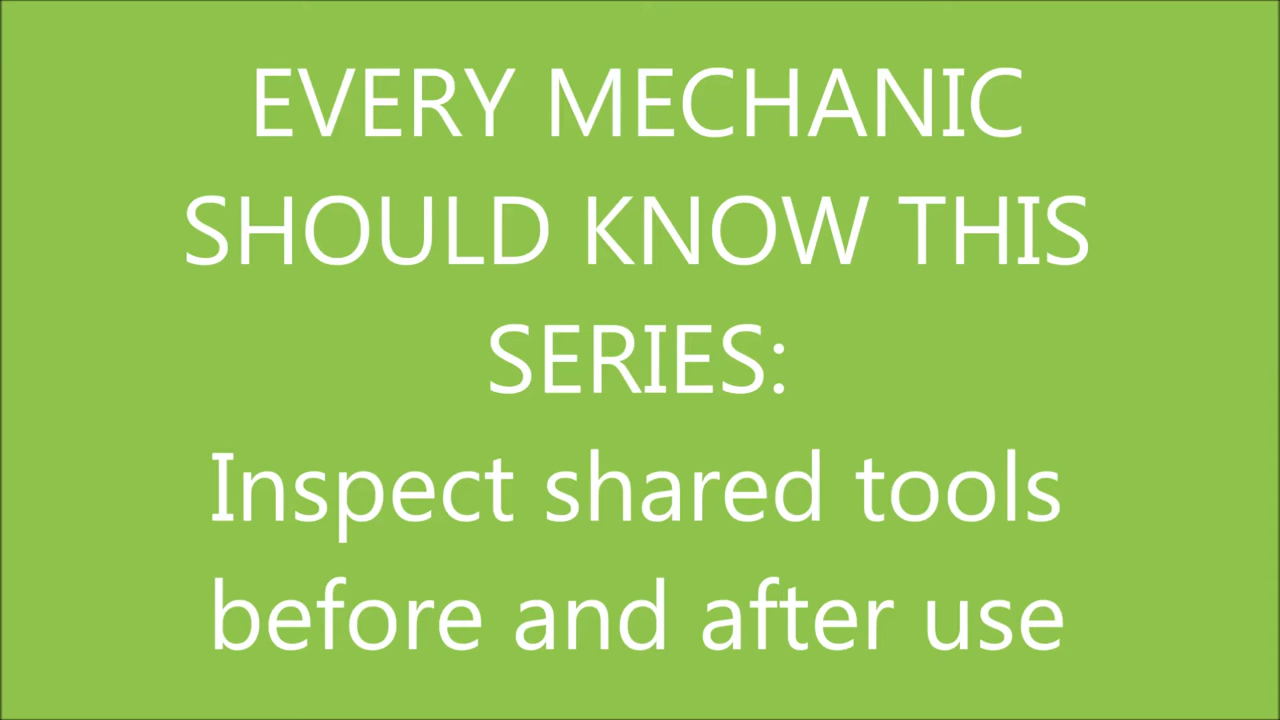 EVERY MECHANIC
SHOULD KNOW THIS
SERIES:
Inspect shared tools
before and after use